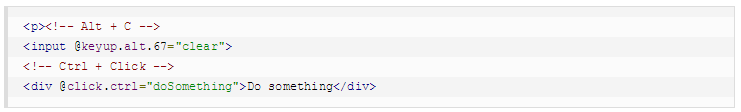 <p><!-- Alt + C -->
<input @keyup.alt.67="clear">
<!-- Ctrl + Click -->
<div @click.ctrl="doSomething">Do something</div>